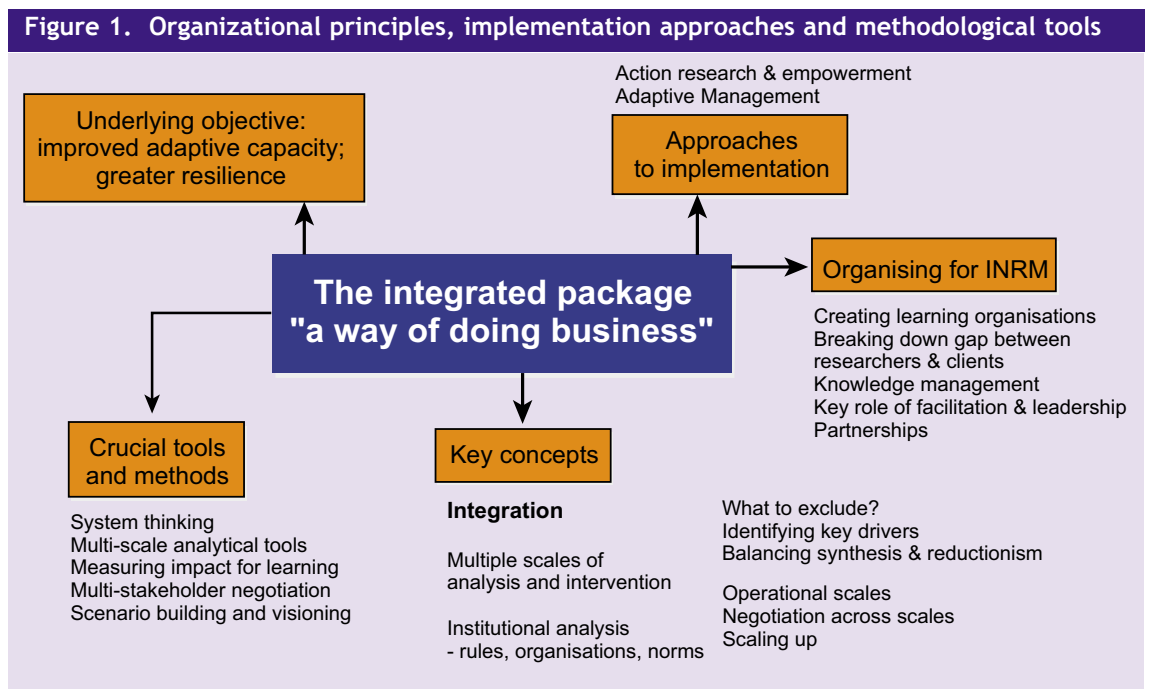 Figure 1. Organizational principles, implementation approaches and methodological tools
Action research & empowerment
Adaptive Management
Underlying objective:
improved adaptive capacity;
greater resilience
Approaches
to implementation
The integrated package
"a way of doing business"
Organising for INRM
Creating learning organisations
Breaking down gap between
researchers & clients
Knowledge management
Key role of facilitation & leadership
Partnerships
Crucial tools
and methods
System thinking
Multi-scale analytical tools
Measuring impact for learning
Multi-stakeholder negotiation
Scenario building and visioning
Key concepts
Integration
Multiple scales of
analysis and intervention
Institutional analysis
- rules, organisations, norms
What to exclude?
Identifying key drivers
Balancing synthesis & reductionism
Operational scales
Negotiation across scales
Scaling up